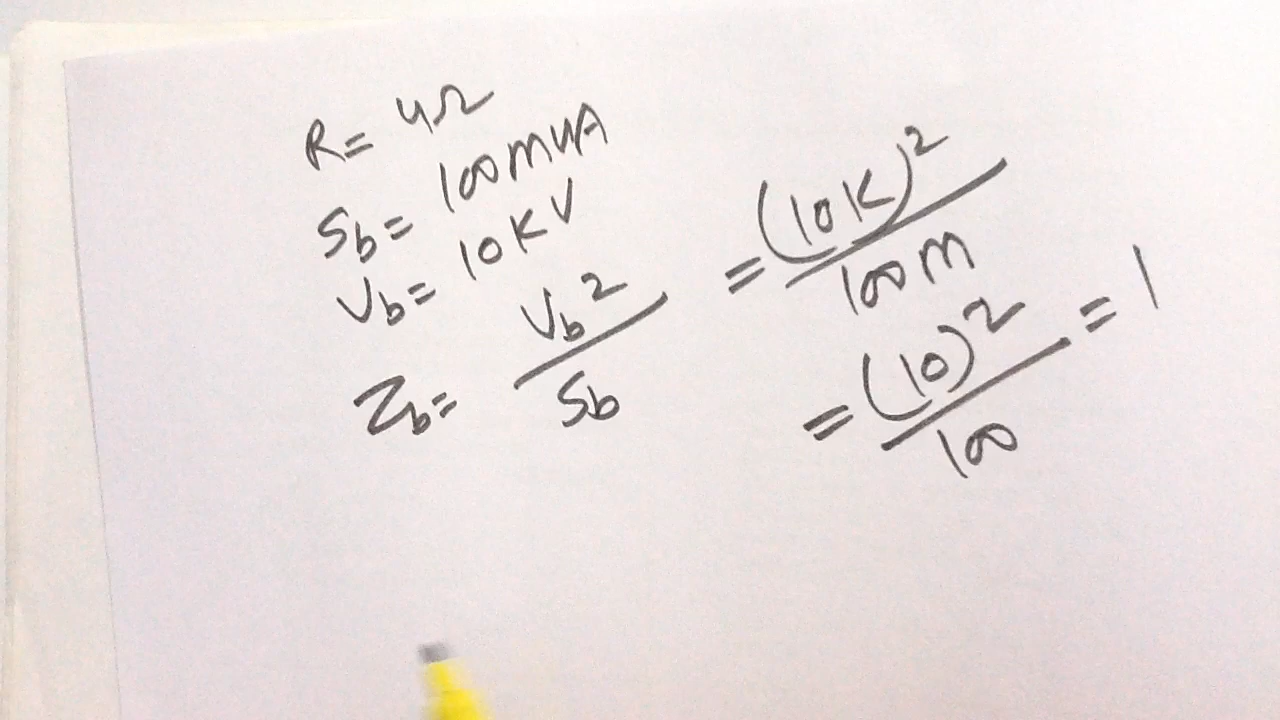 R = 4Ω
Sb = 100MVA
Vb = 10KV
Zb = Vb² / Sb = (10K)² / 100M
= (10)² / 100 = 1